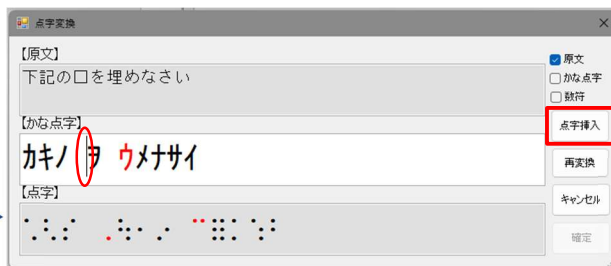 点字変換
【原文】
下記の口を埋めなさい
【かな点字】
カキノ ヲ ウメナサイ
【点字】
原文
かな点字
数符
点字挿入
再変換
キャンセル
確定